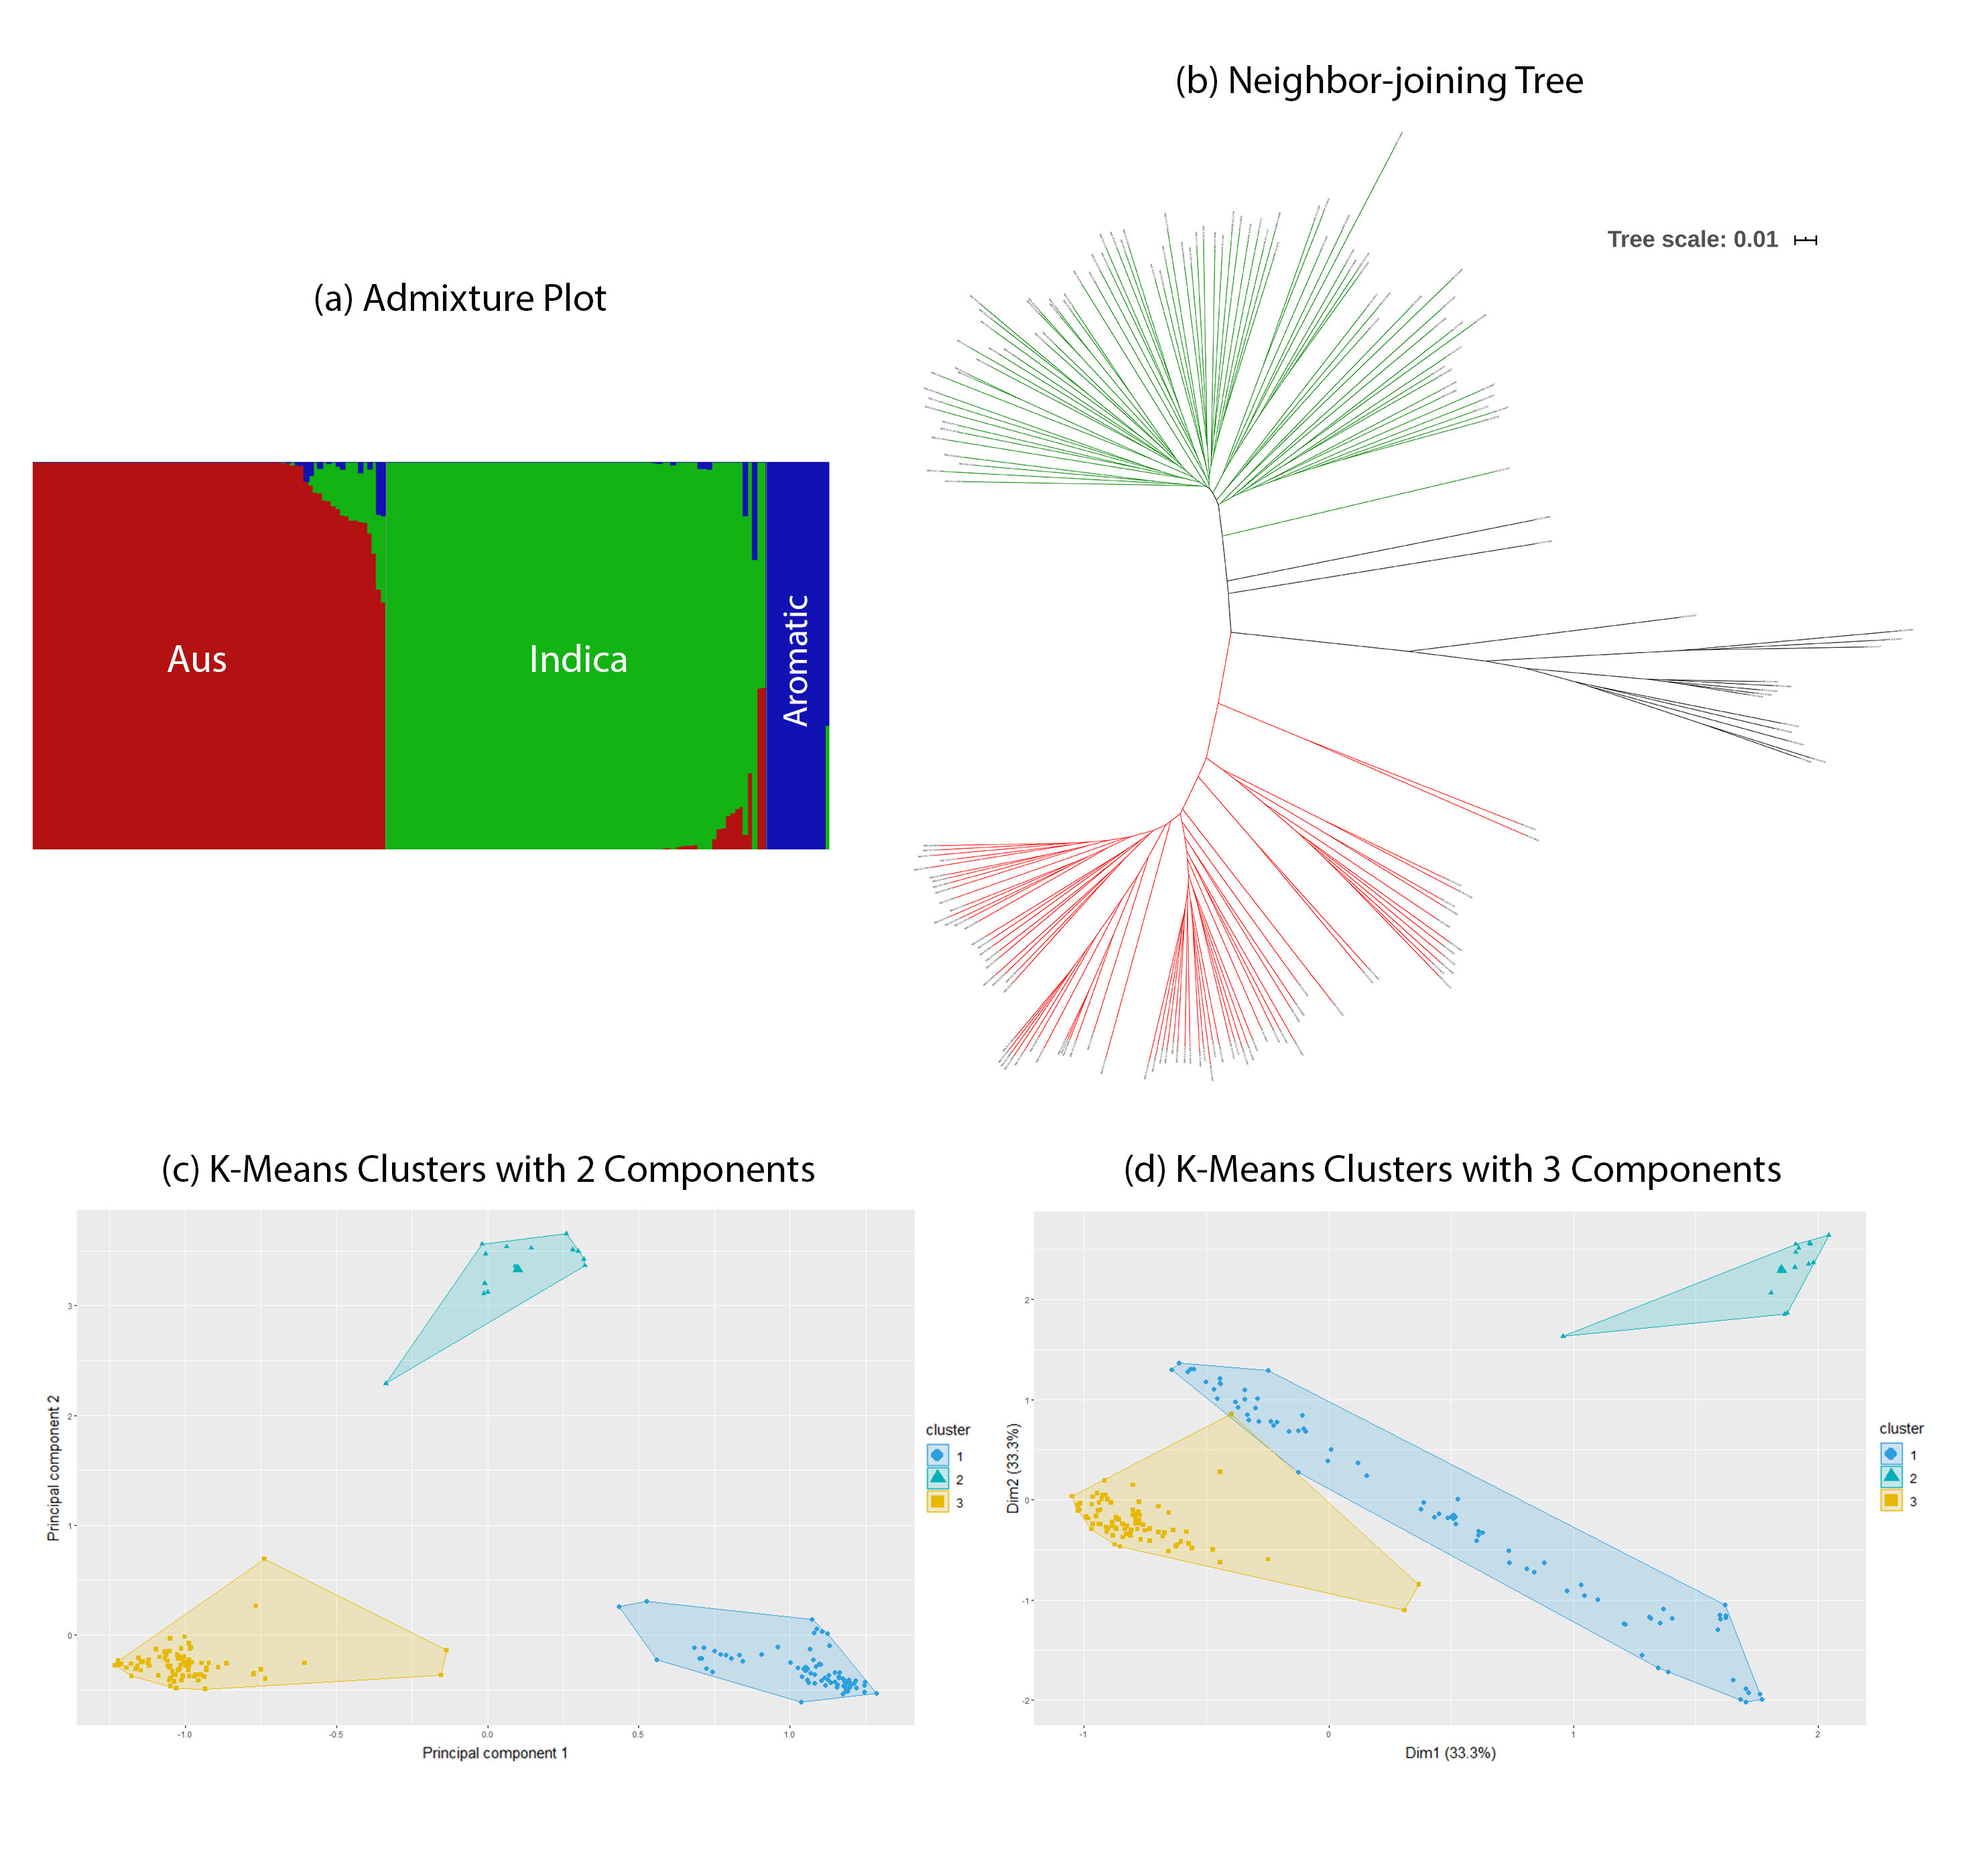 (b) Neighbor-joining Tree
Tree scale: 0.01
(a) Admixture Plot
Aus
Indica
Aromatic
(c) K-Means Clusters with 2 Components
(d) K-Means Clusters with 3 Components
Principal component 2
3
2
1
0
-1.0
-0.5
0.0
0.5
1.0
Principal component 1
cluster
1
2
3
Dim2 (33.3%)
2
1
0
-1
-2
-1
0
1
2
Dim1 (33.3%)
cluster
1
2
3